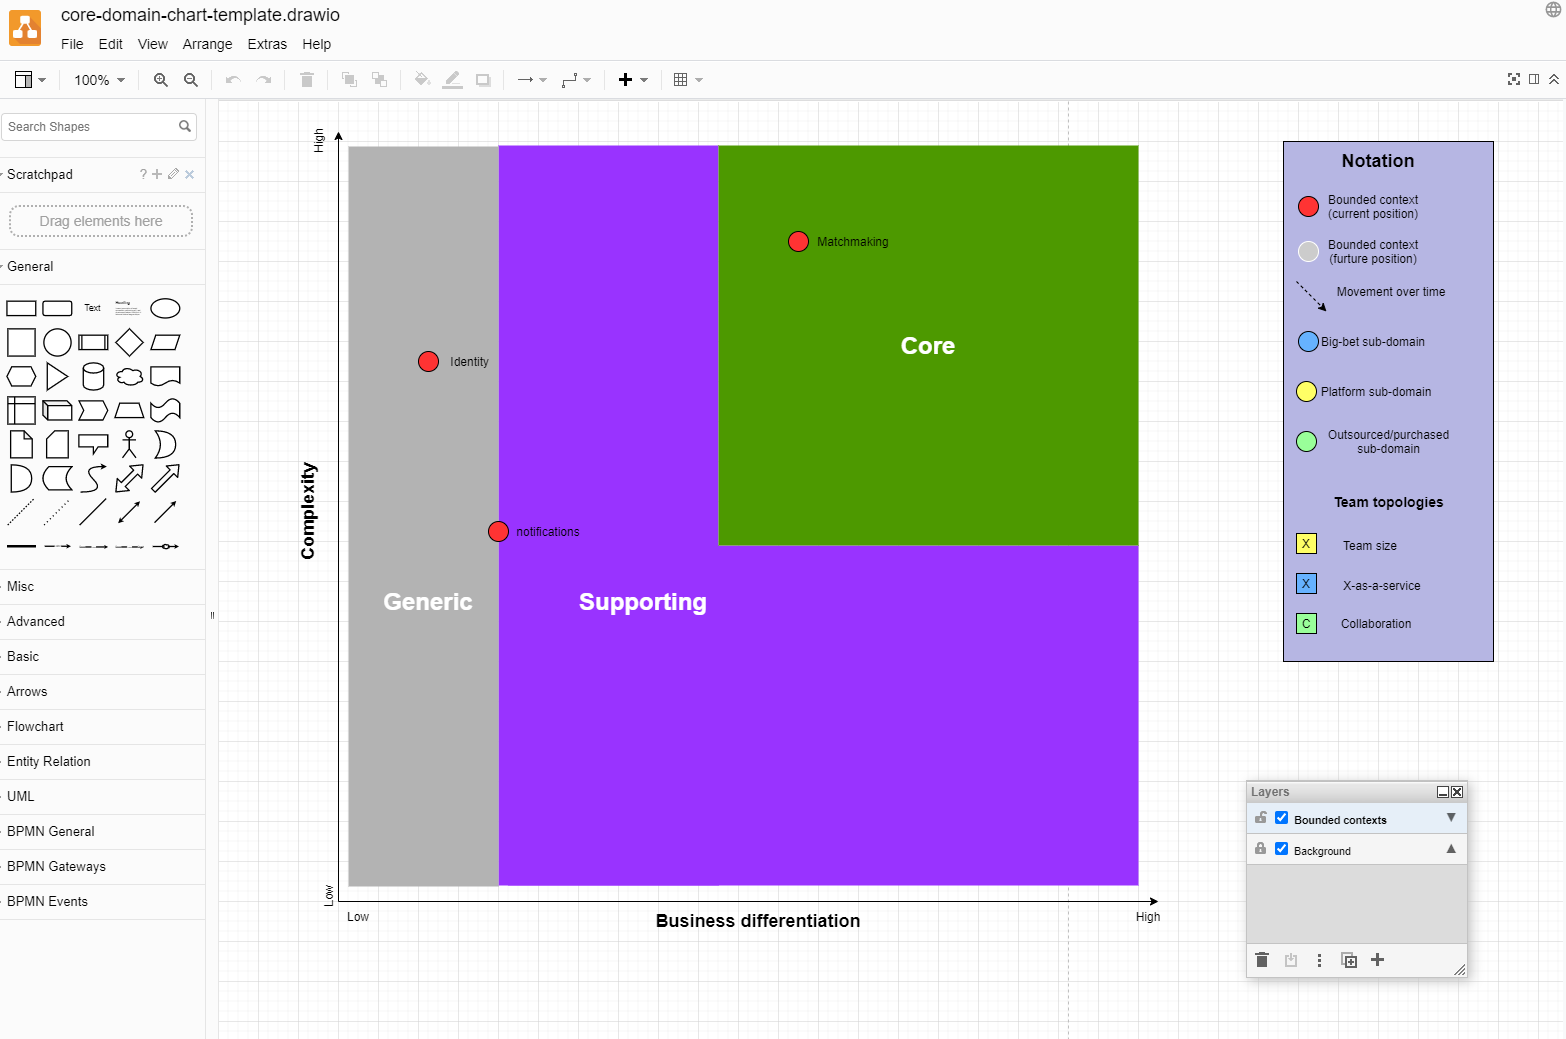 core-domain-chart-template.drawio
File Edit View Arrange Extras Help
100%
Search Shapes
Scratchpad
?
Drag elements here
General
Text
Misc
Advanced
Basic
Arrows
Flowchart
Entity Relation
UML
BPMN General
BPMN Gateways
BPMN Events
High
Complexity
Low
Matchmaking
Core
Identity
notifications
Generic
Supporting
Low
Business differentiation
High
Notation
Bounded context
(current position)
Bounded context
(furture position)
Movement over time
Big-bet sub-domain
Platform sub-domain
Outsourced/purchased
sub-domain
Team topologies
X Team size
X X-as-a-service
C Collaboration
Layers
Bounded contexts
Background